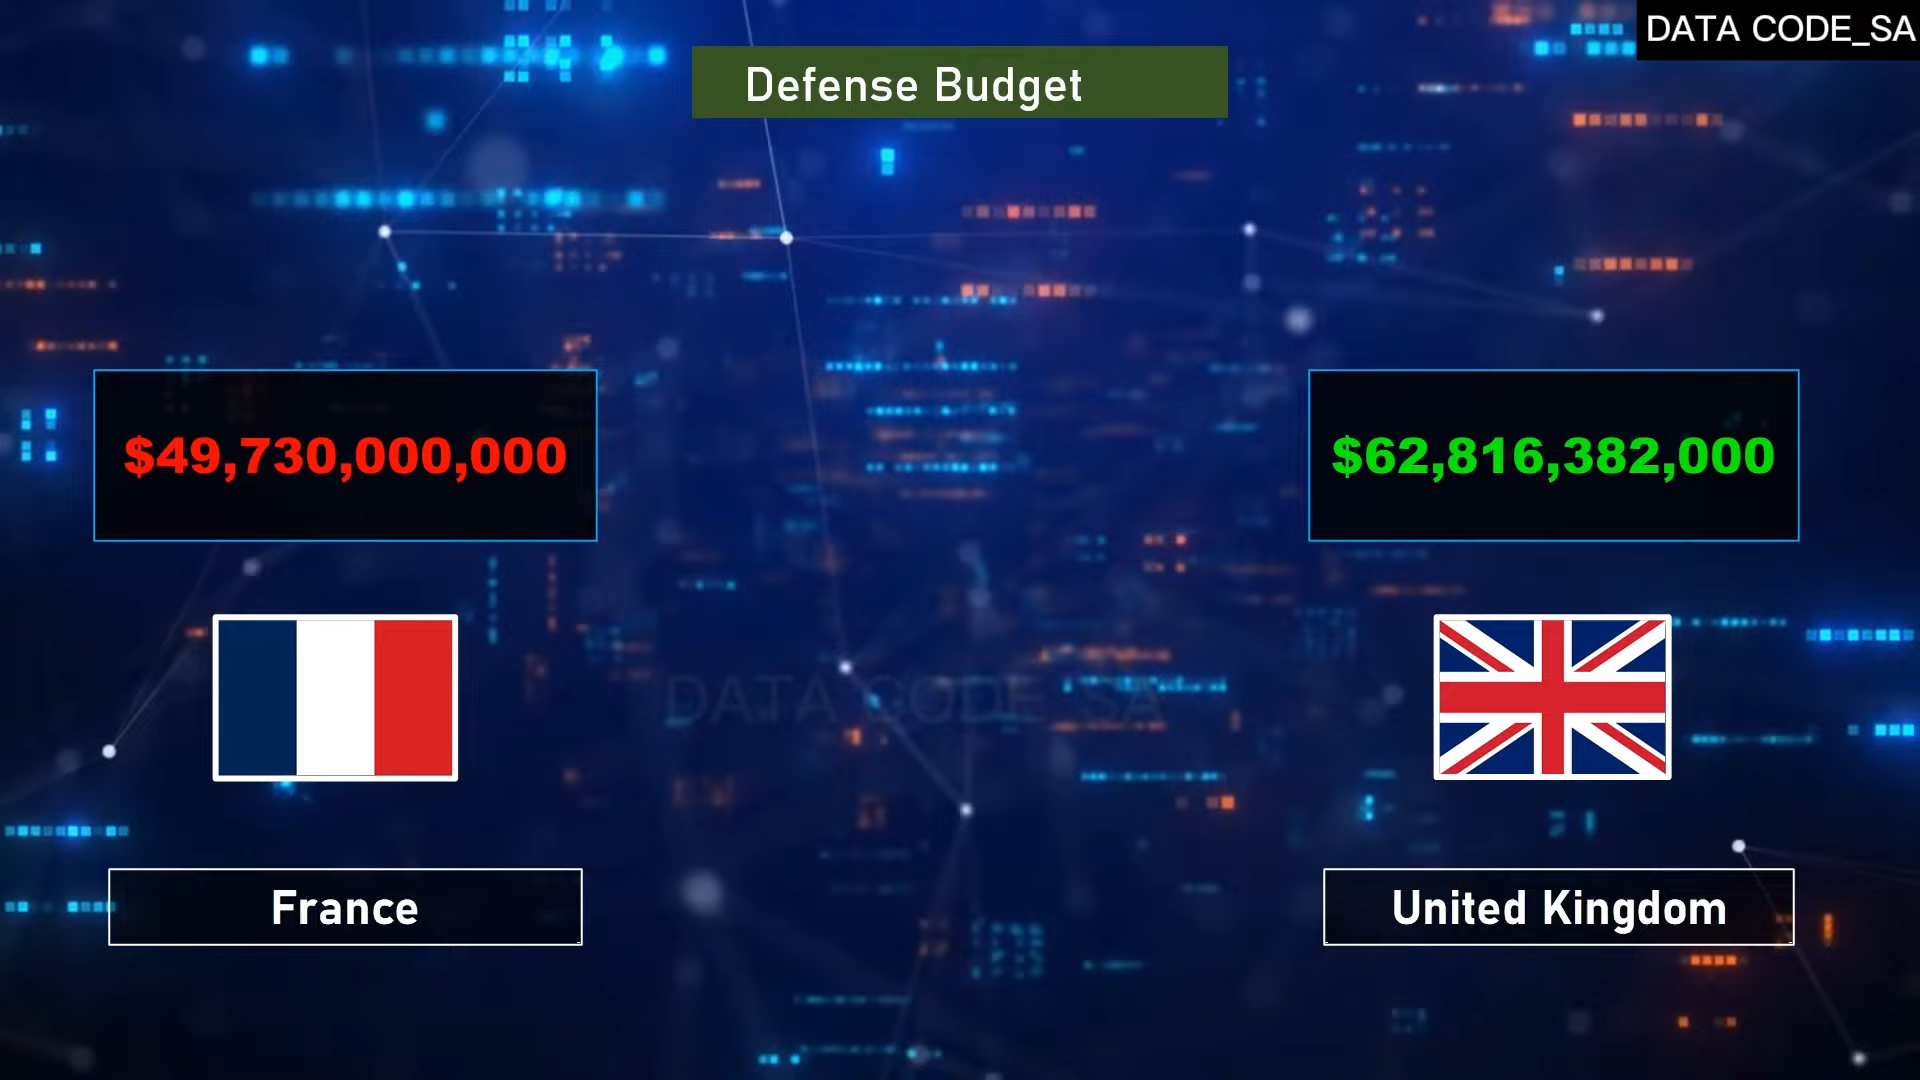 DATA CODE_SA
Defense Budget
$49,730,000,000
$62,816,382,000
DATA CODE_SA
France
United Kingdom